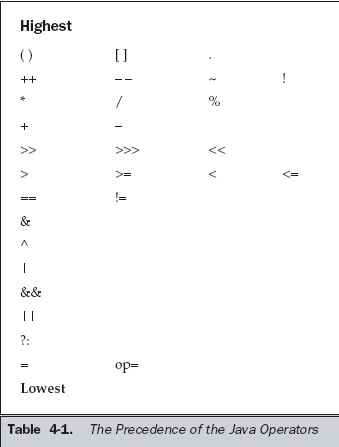 Highest
( ) [ ] .
++ -- ~ !
* / %
+ –
>> >>> <<
> >= < <=
== !=
&
^
|
&&
||
?:
= op=
Lowest
Table 4-1. The Precedence of the Java Operators